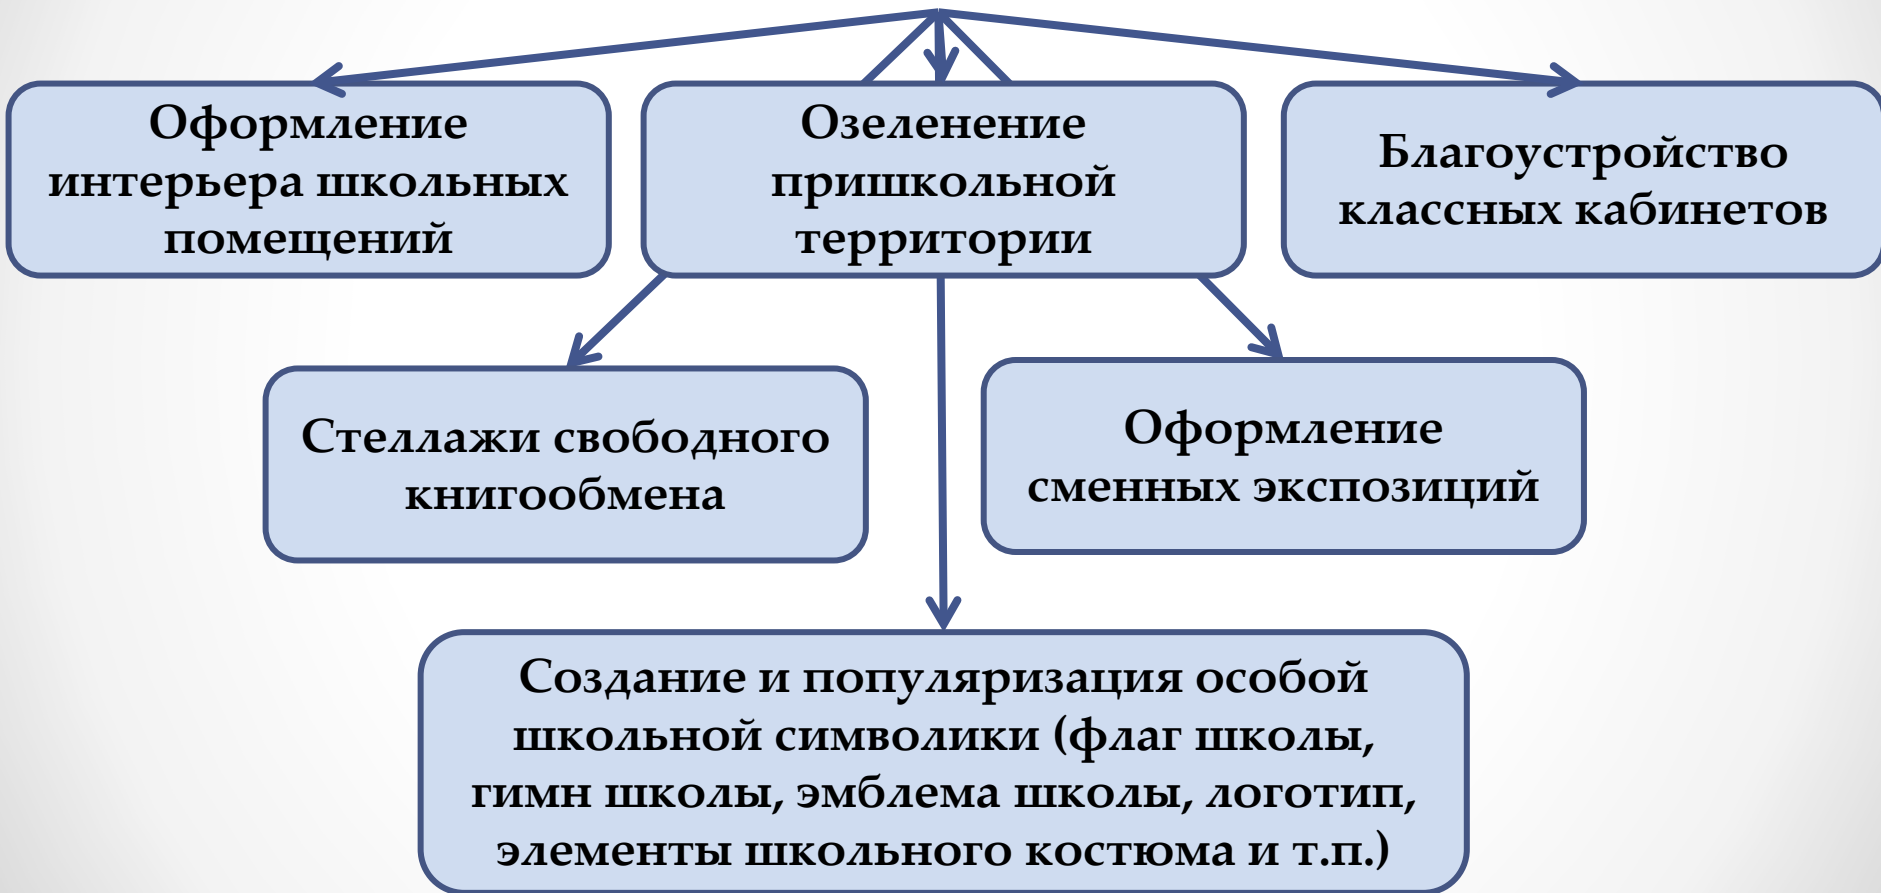 Оформление
интерьера школьных
помещений
Озеленение
пришкольной
территории
Благоустройство
классных кабинетов
Стеллажи свободного
книгообмена
Оформление
сменных экспозиций
Создание и популяризация особой
школьной символики (флаг школы,
гимн школы, эмблема школы, логотип,
элементы школьного костюма и т.п.)